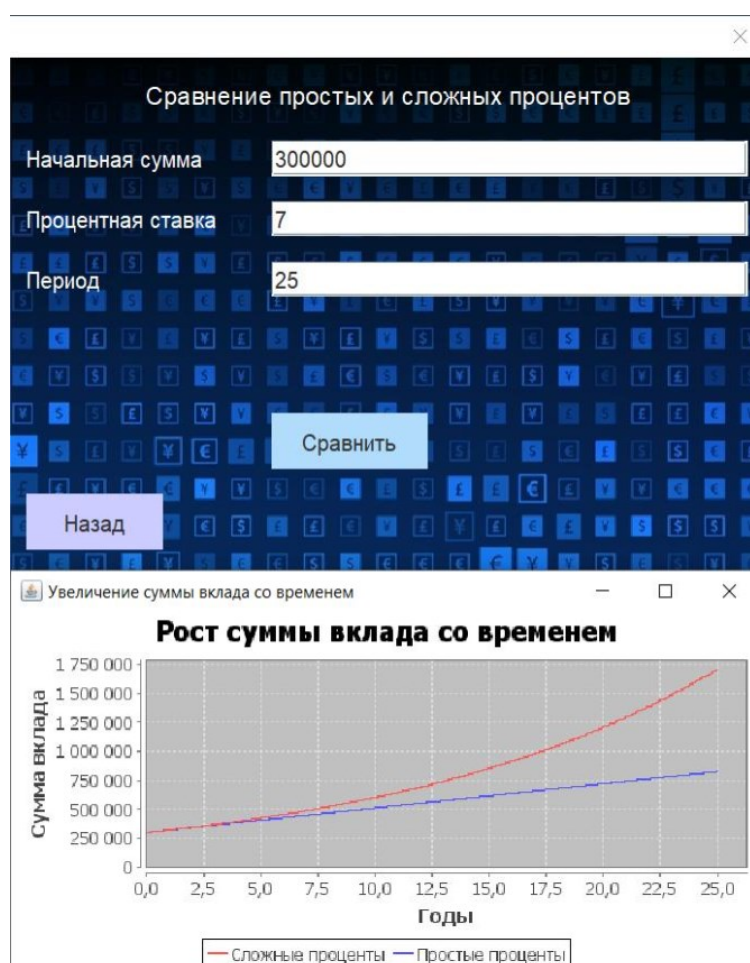 Сравнение простых и сложных процентов
Начальная сумма 300000
Процентная ставка 7
Период 25
Сравнить
Назад
Увеличение суммы вклада со временем
Рост суммы вклада со временем
Сумма вклада
1 750 000
1 500 000
1 250 000
1 000 000
750 000
500 000
250 000
0
0,0 2,5 5,0 7,5 10,0 12,5 15,0 17,5 20,0 22,5 25,0
Годы
Сложные проценты Простые проценты